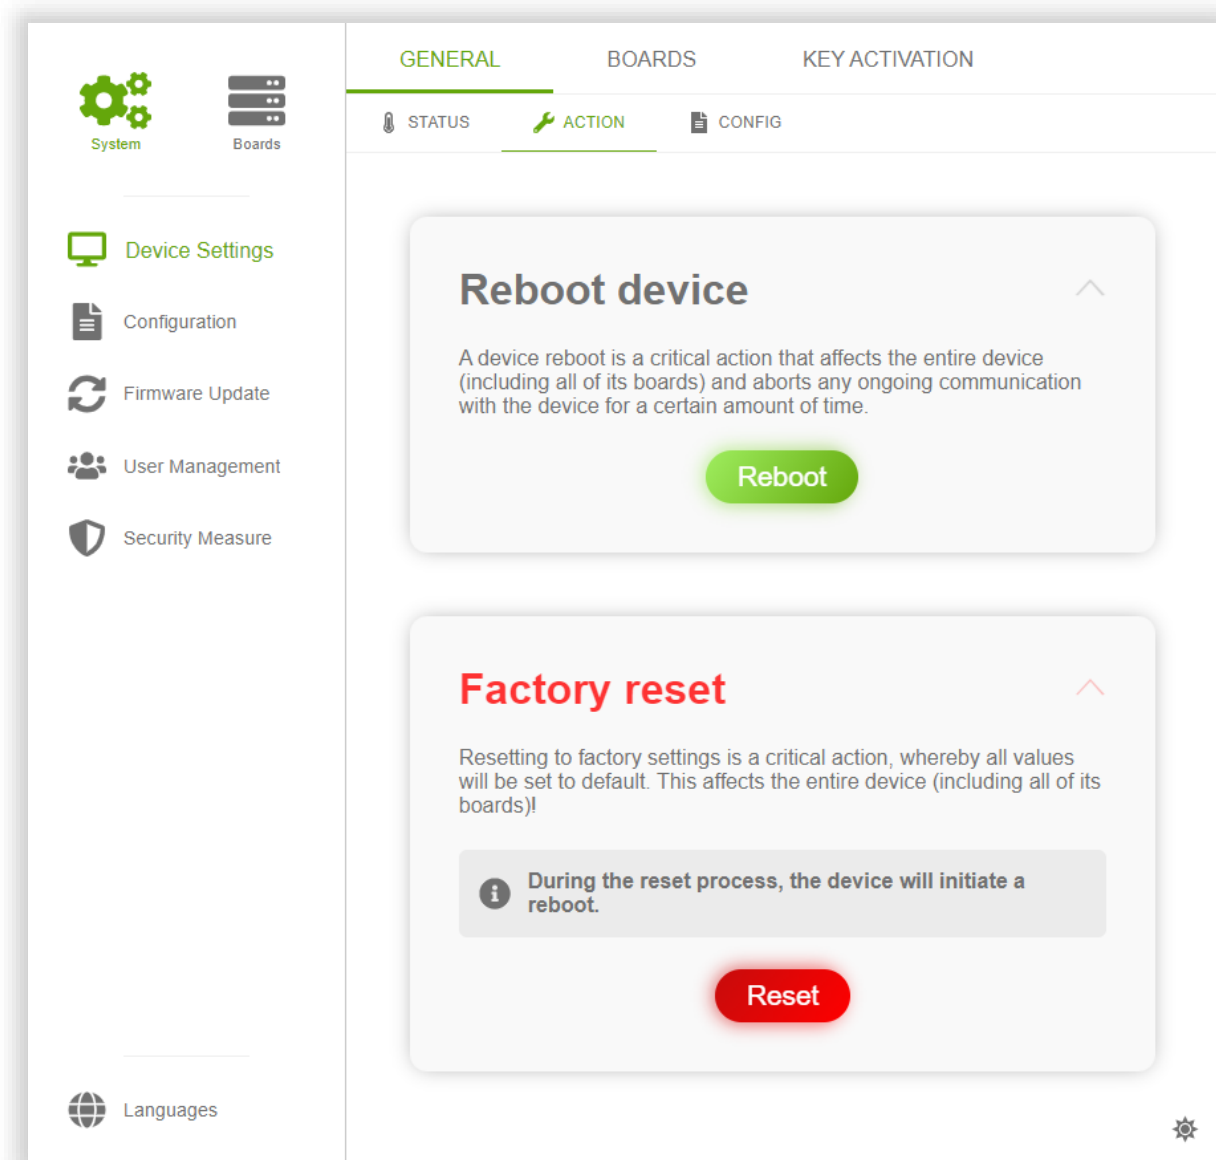 System
Boards
Device Settings
Configuration
Firmware Update
User Management
Security Measure
Languages
GENERAL
BOARDS
KEY ACTIVATION
STATUS
ACTION
CONFIG
Reboot device
A device reboot is a critical action that affects the entire device
(including all of its boards) and aborts any ongoing communication
with the device for a certain amount of time.
Reboot
Factory reset
Resetting to factory settings is a critical action, whereby all values
will be set to default. This affects the entire device (including all of its
boards)!
During the reset process, the device will initiate a
reboot.
Reset